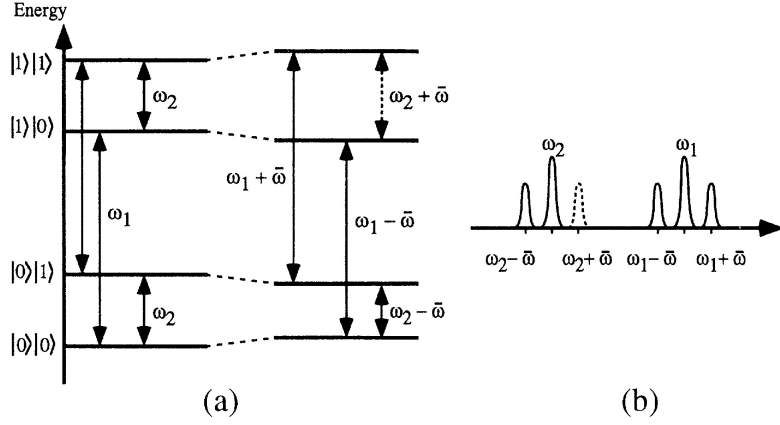 Energy
|1⟩|1⟩
|1⟩|0⟩
|0⟩|1⟩
|0⟩|0⟩
ω₂
ω₁
ω₂
ω₂ + ω̄
ω₁ + ω̄
ω₁ − ω̄
ω₂ − ω̄
(a)
ω₂ ω₁
ω₂− ω̄ ω₂+ ω̄ ω₁− ω̄ ω₁+ ω̄
(b)